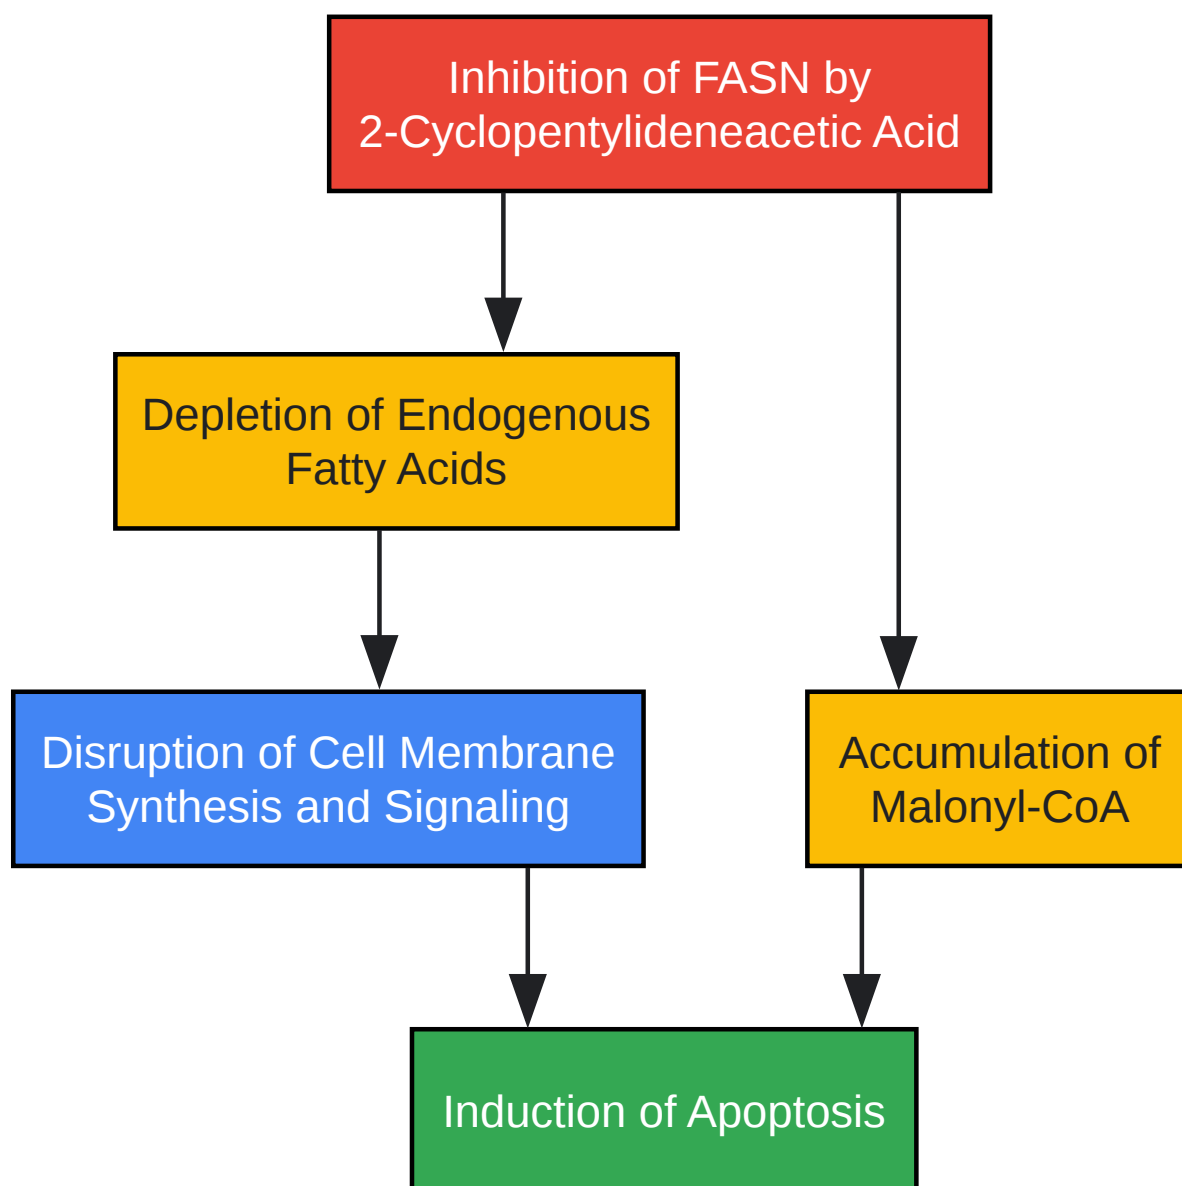 Inhibition of FASN by
2-Cyclopentylideneacetic Acid
Depletion of Endogenous
Fatty Acids
Disruption of Cell Membrane
Synthesis and Signaling
Accumulation of
Malonyl-CoA
Induction of Apoptosis